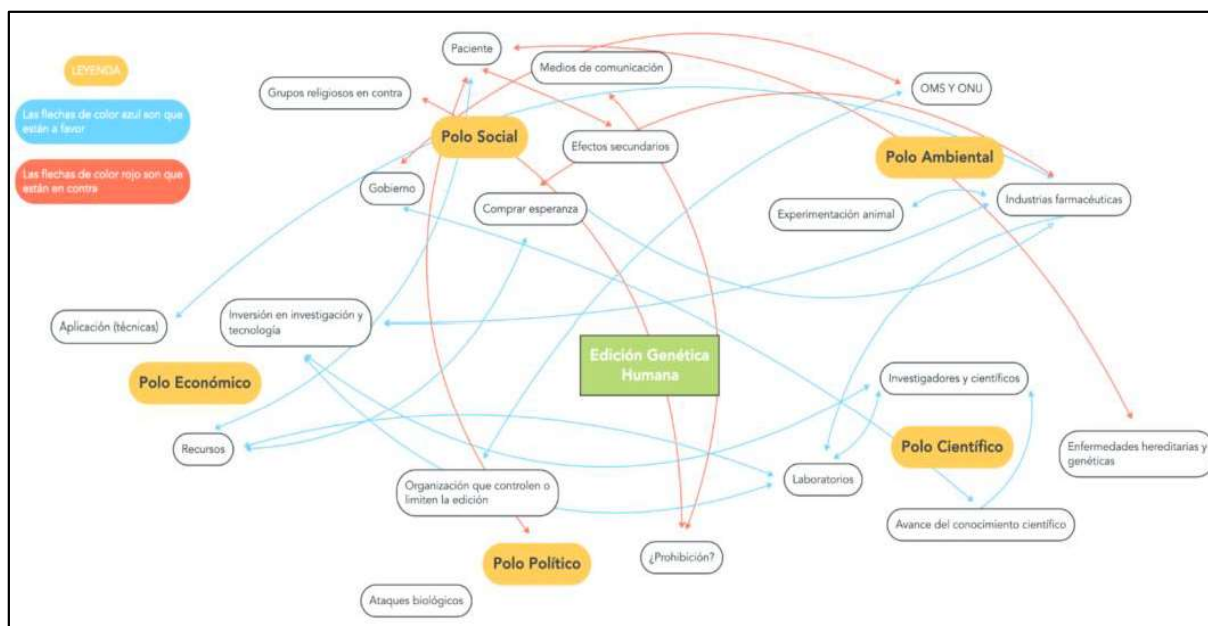 LEYENDA
Las flechas de color azul son que
están a favor
Las flechas de color rojo son que
están en contra
Paciente
Medios de comunicación
Grupos religiosos en contra
OMS Y ONU
Polo Social
Efectos secundarios
Polo Ambiental
Gobierno
Comprar esperanza
Experimentación animal
Industrias farmacéuticas
Aplicación (técnicas)
Inversión en investigación y
tecnología
Edición Genética
Humana
Polo Económico
Investigadores y científicos
Recursos
Polo Científico
Enfermedades hereditarias y
genéticas
Organización que controlen o
limiten la edición
Laboratorios
Avance del conocimiento científico
Polo Político
¿Prohibición?
Ataques biológicos